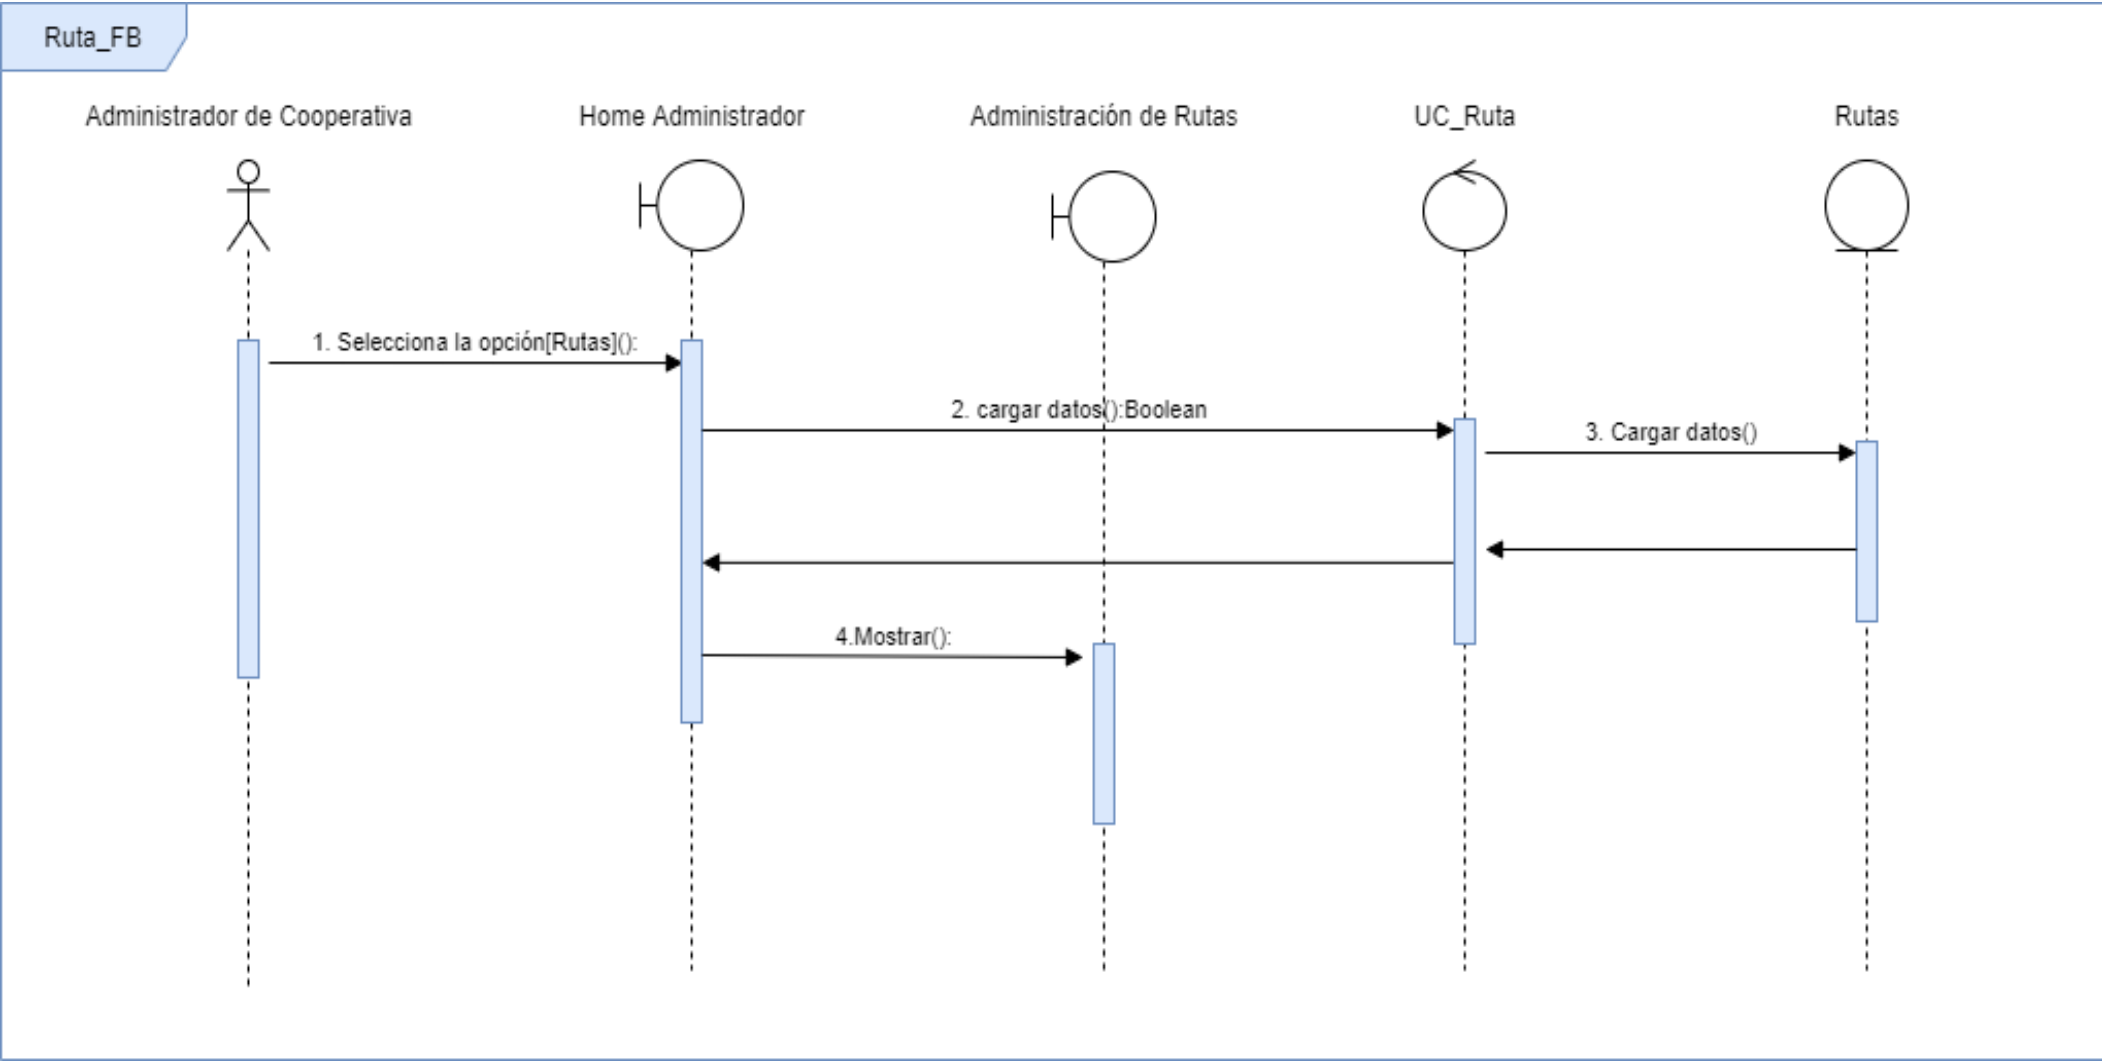 Ruta_FB
Administrador de Cooperativa
Home Administrador
Administración de Rutas
UC_Ruta
Rutas
1. Selecciona la opción[Rutas]():
2. cargar datos():Boolean
3. Cargar datos()
4.Mostrar():